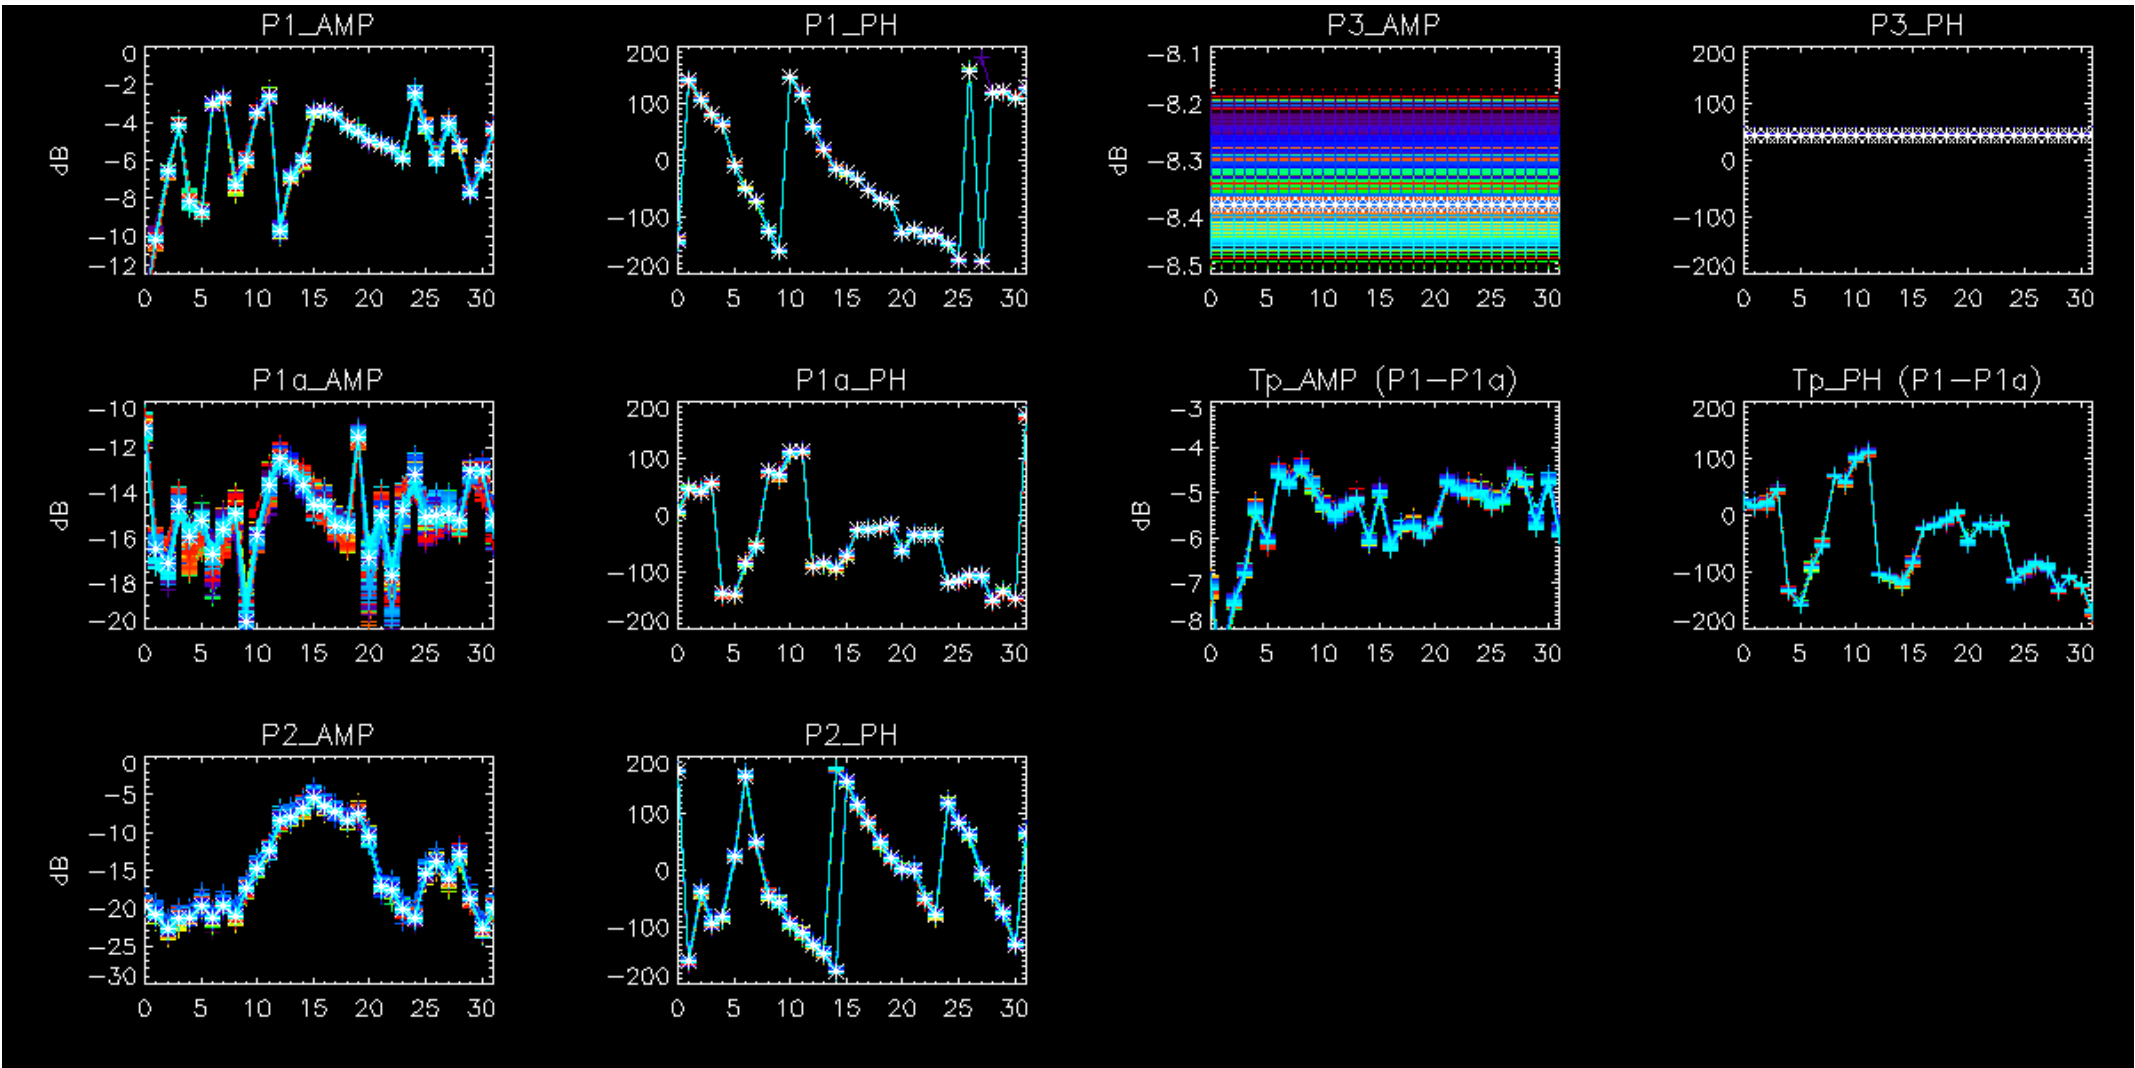 P1_AMP
0
−2
−4
−6
−8
−10
−12
dB
0 5 10 15 20 25 30
P1_PH
200
100
0
−100
−200
0 5 10 15 20 25 30
P3_AMP
−8.1
−8.2
−8.3
−8.4
−8.5
dB
0 5 10 15 20 25 30
P3_PH
200
100
0
−100
−200
0 5 10 15 20 25 30
P1a_AMP
−10
−12
−14
−16
−18
−20
dB
0 5 10 15 20 25 30
P1a_PH
200
100
0
−100
−200
0 5 10 15 20 25 30
Tp_AMP (P1−P1a)
−3
−4
−5
−6
−7
−8
dB
0 5 10 15 20 25 30
Tp_PH (P1−P1a)
200
100
0
−100
−200
0 5 10 15 20 25 30
P2_AMP
0
−5
−10
−15
−20
−25
−30
dB
0 5 10 15 20 25 30
P2_PH
200
100
0
−100
−200
0 5 10 15 20 25 30